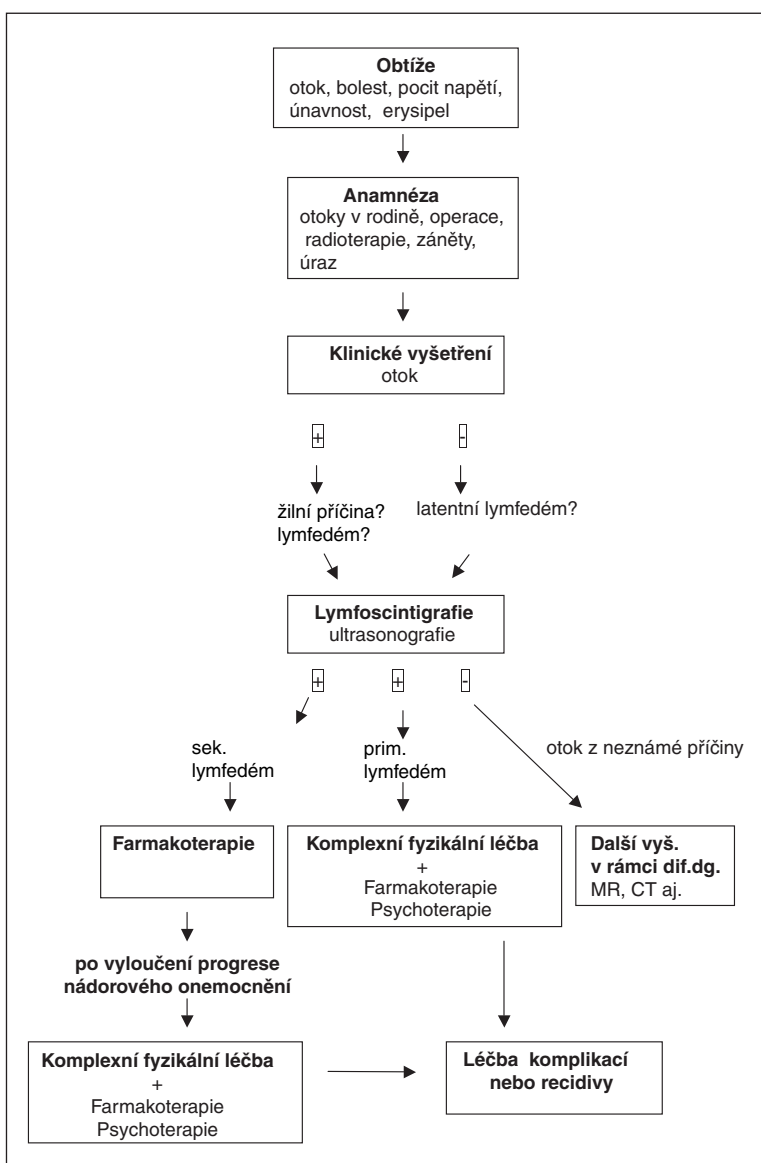 Obtíže
otok, bolest, pocit napětí,
únavnost, erysipel
Anamnéza
otoky v rodině, operace,
radioterapie, záněty,
úraz
Klinické vyšetření
otok
+
-
žilní příčina?
lymfedém?
latentní lymfedém?
Lymfoscintigrafie
ultrasonografie
+
+
-
sek.
lymfedém
prim.
lymfedém
otok z neznámé příčiny
Farmakoterapie
Komplexní fyzikální léčba
+
Farmakoterapie
Psychoterapie
Další vyš.
v rámci dif.dg.
MR, CT aj.
po vyloučení progrese
nádorového onemocnění
Komplexní fyzikální léčba
+
Farmakoterapie
Psychoterapie
Léčba komplikací
nebo recidivy